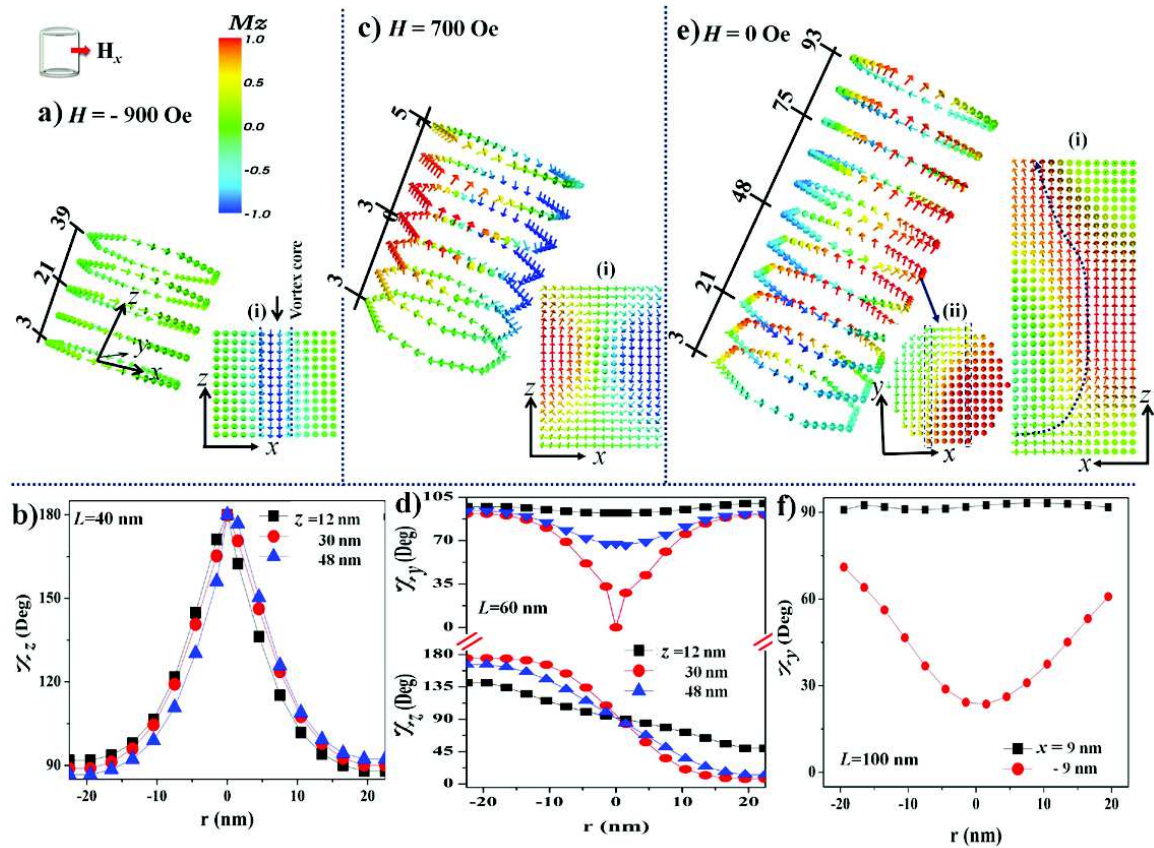 Mz
1.0
0.5
0.0
-0.5
-1.0
Hx
a) H = - 900 Oe
39
21
3
z
y
x
(i)
Vortex core
z
x
c) H = 700 Oe
5
3
3
(i)
z
x
e) H = 0 Oe
93
75
48
21
3
(i)
(ii)
y
x
z
x
b) L=40 nm
180
150
120
90
z =12 nm
30 nm
48 nm
-20 -10 0 10 20
r (nm)
(Deg)
d)
105
70
35
0
(Deg)
L=60 nm
z =12 nm
30 nm
48 nm
180
135
90
45
0
(Deg)
-20 -10 0 10 20
r (nm)
f)
90
60
30
0
(Deg)
x = 9 nm
- 9 nm
L=100 nm
-20 -10 0 10 20
r (nm)